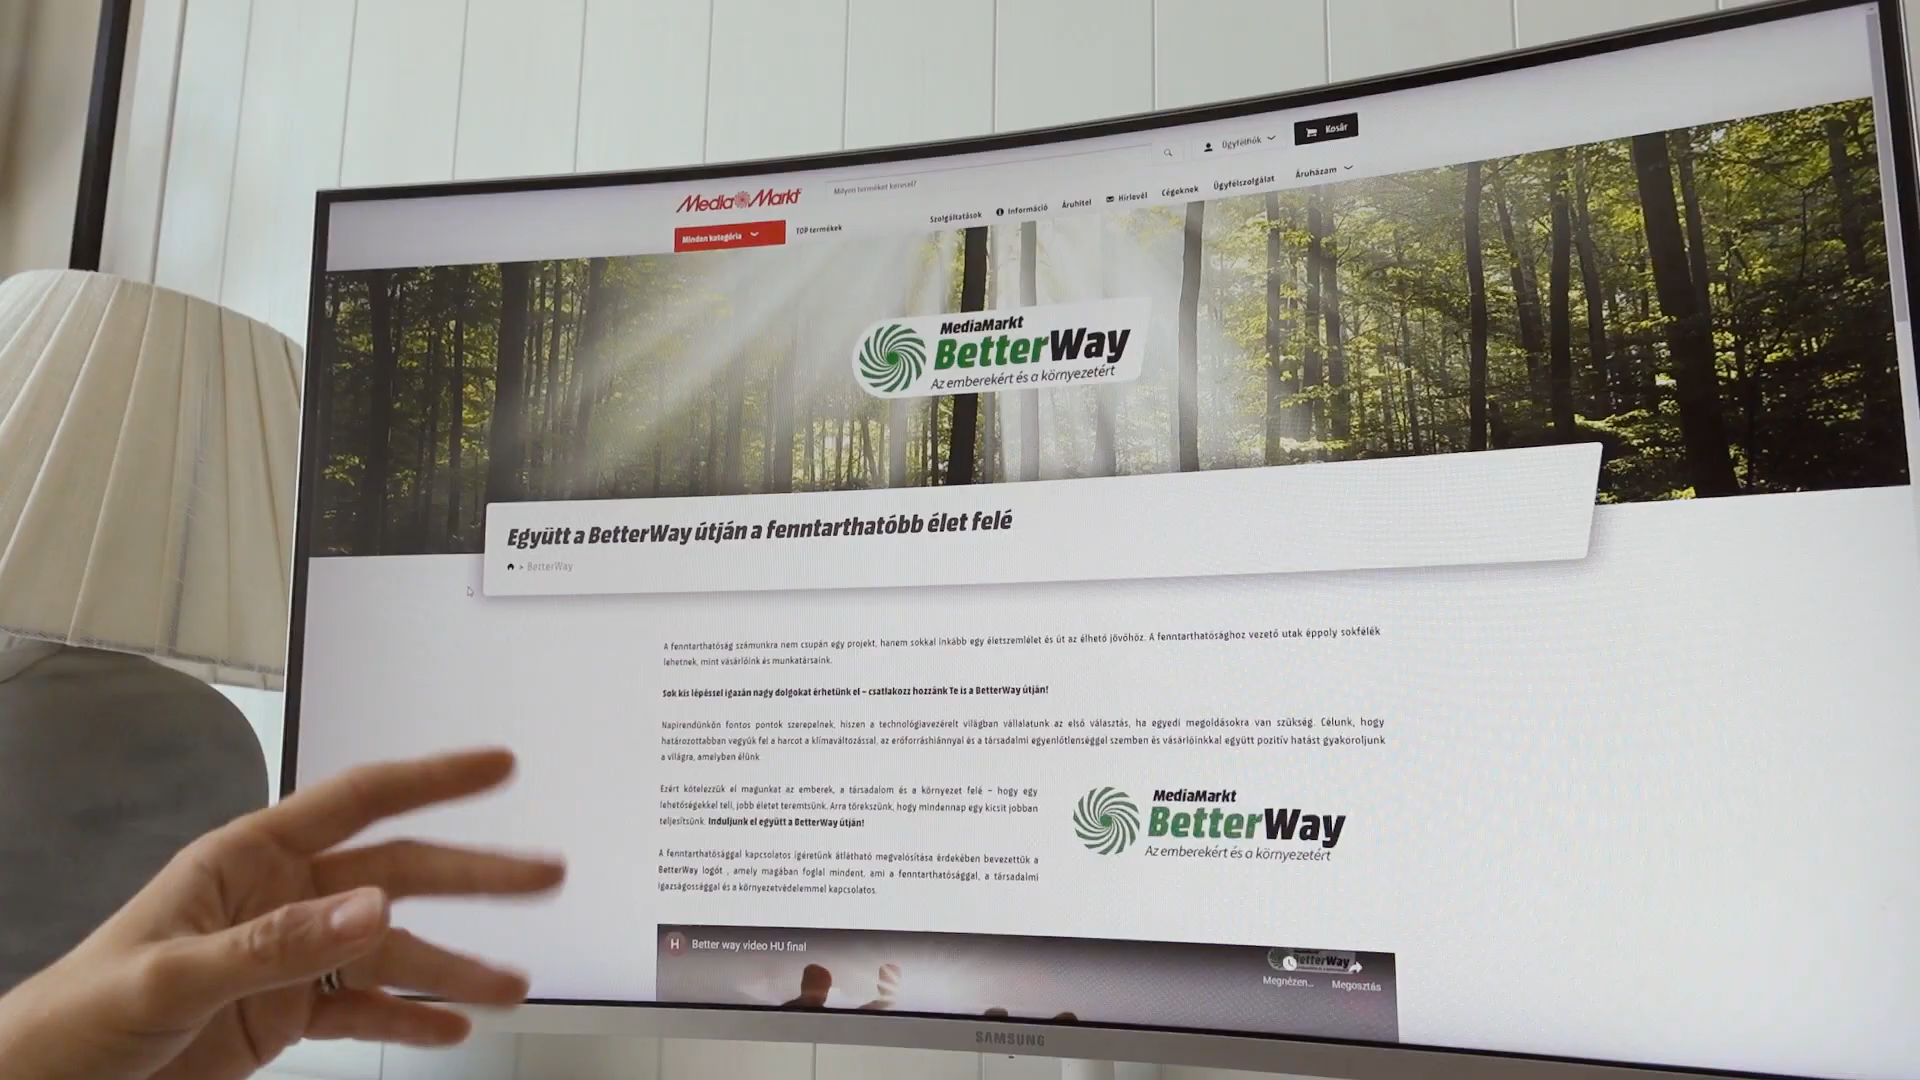 MediaMarkt
Milyen terméket keresel?
Ügyfélfiók
Kosár
Minden kategória
TOP termékek
Szolgáltatások
Információ
Áruhitel
Hírlevél
Cégeknek
Ügyfélszolgálat
Áruházam
MediaMarkt
BetterWay
Az emberekért és a környezetért
Együtt a BetterWay útján a fenntarthatóbb élet felé
> BetterWay
A fenntarthatóság számunkra nem csupán egy projekt, hanem sokkal inkább egy életszemlélet és út az élhető jövőhöz. A fenntarthatósághoz vezető utak éppoly sokfélék
lehetnek, mint vásárlóink és munkatársaink.
Sok kis lépéssel igazán nagy dolgokat érhetünk el – csatlakozz hozzánk Te is a BetterWay útján!
Napirendünkön fontos pontok szerepelnek, hiszen a technológiavezérelt világban vállalatunk az első választás, ha egyedi megoldásokra van szükség. Célunk, hogy
határozottabban vegyük fel a harcot a klímaváltozással, az erőforráshiánnyal és a társadalmi egyenlőtlenséggel szemben és vásárlóinkkal együtt pozitív hatást gyakoroljunk
a világra, amelyben élünk.
Ezért kötelezzük el magunkat az emberek, a társadalom és a környezet felé – hogy egy
lehetőségekkel teli, jobb életet teremtsünk. Arra törekszünk, hogy mindennap egy kicsit jobban
teljesítsünk. Induljunk el együtt a BetterWay útján!
MediaMarkt
BetterWay
Az emberekért és a környezetért
A fenntarthatósággal kapcsolatos ígéretünk átlátható megvalósítása érdekében bevezettük a
BetterWay logót , amely magában foglal mindent, ami a fenntarthatósággal, a társadalmi
igazságossággal és a környezetvédelemmel kapcsolatos.
H Better way video HU final
BetterWay
Megnézen...
Megosztás
SAMSUNG